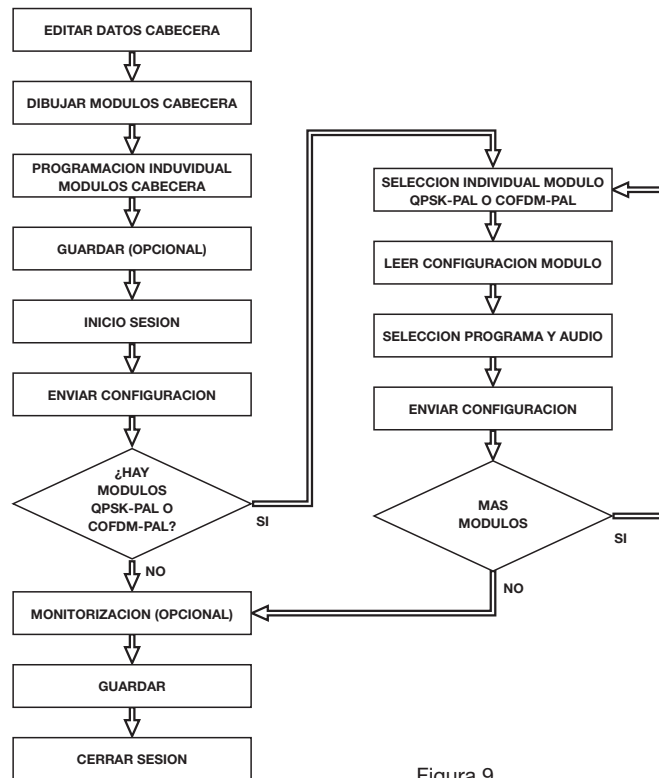 EDITAR DATOS CABECERA
DIBUJAR MODULOS CABECERA
PROGRAMACION INDUVIDUAL
MODULOS CABECERA
GUARDAR (OPCIONAL)
INICIO SESION
ENVIAR CONFIGURACION
¿HAY
MODULOS
QPSK-PAL O
COFDM-PAL?
SI
NO
SELECCION INDIVIDUAL MODULO
QPSK-PAL O COFDM-PAL
LEER CONFIGURACION MODULO
SELECCION PROGRAMA Y AUDIO
ENVIAR CONFIGURACION
MAS
MODULOS
SI
NO
MONITORIZACION (OPCIONAL)
GUARDAR
CERRAR SESION
Figura 9